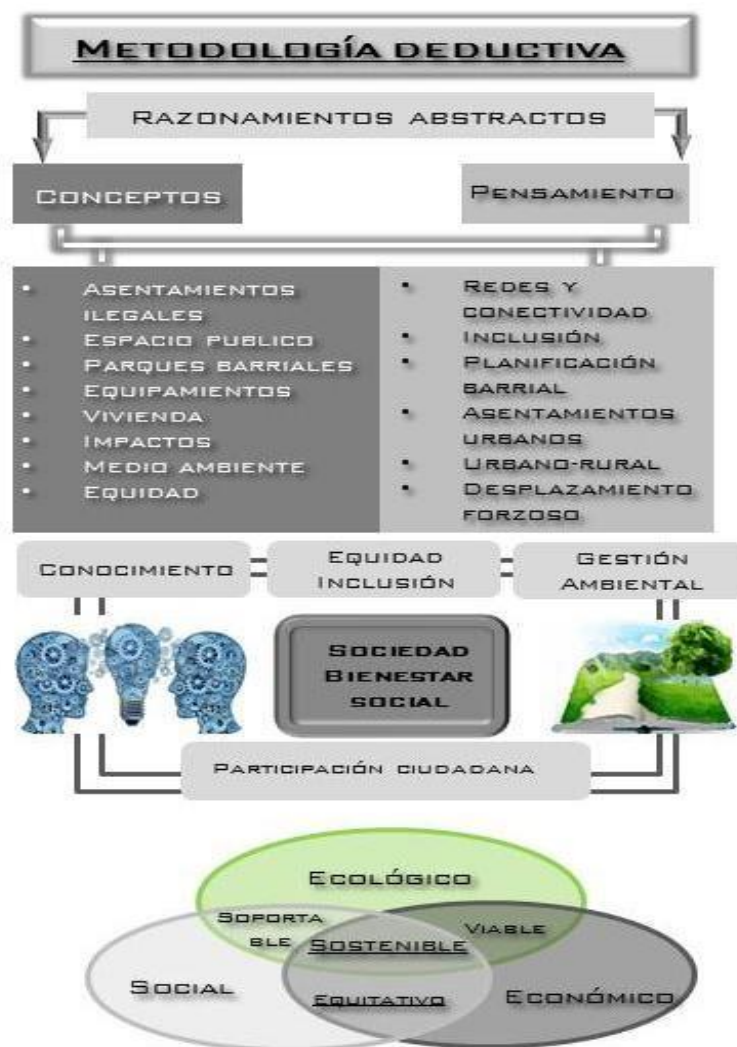 METODOLOGÍA DEDUCTIVA
RAZONAMIENTOS ABSTRACTOS
CONCEPTOS
PENSAMIENTO
• ASENTAMIENTOS
ILEGALES
• ESPACIO PUBLICO
• PARQUES BARRIALES
• EQUIPAMIENTOS
• VIVIENDA
• IMPACTOS
• MEDIO AMBIENTE
• EQUIDAD
• REDES Y
CONECTIVIDAD
• INCLUSIÓN
• PLANIFICACIÓN
BARRIAL
• ASENTAMIENTOS
URBANOS
• URBANO-RURAL
• DESPLAZAMIENTO
FORZOSO
CONOCIMIENTO
EQUIDAD
INCLUSIÓN
GESTIÓN
AMBIENTAL
SOCIEDAD
BIENESTAR
SOCIAL
PARTICIPACIÓN CIUDADANA
ECOLÓGICO
SOPORTA
BLE
VIABLE
SOSTENIBLE
SOCIAL
EQUITATIVO
ECONÓMICO